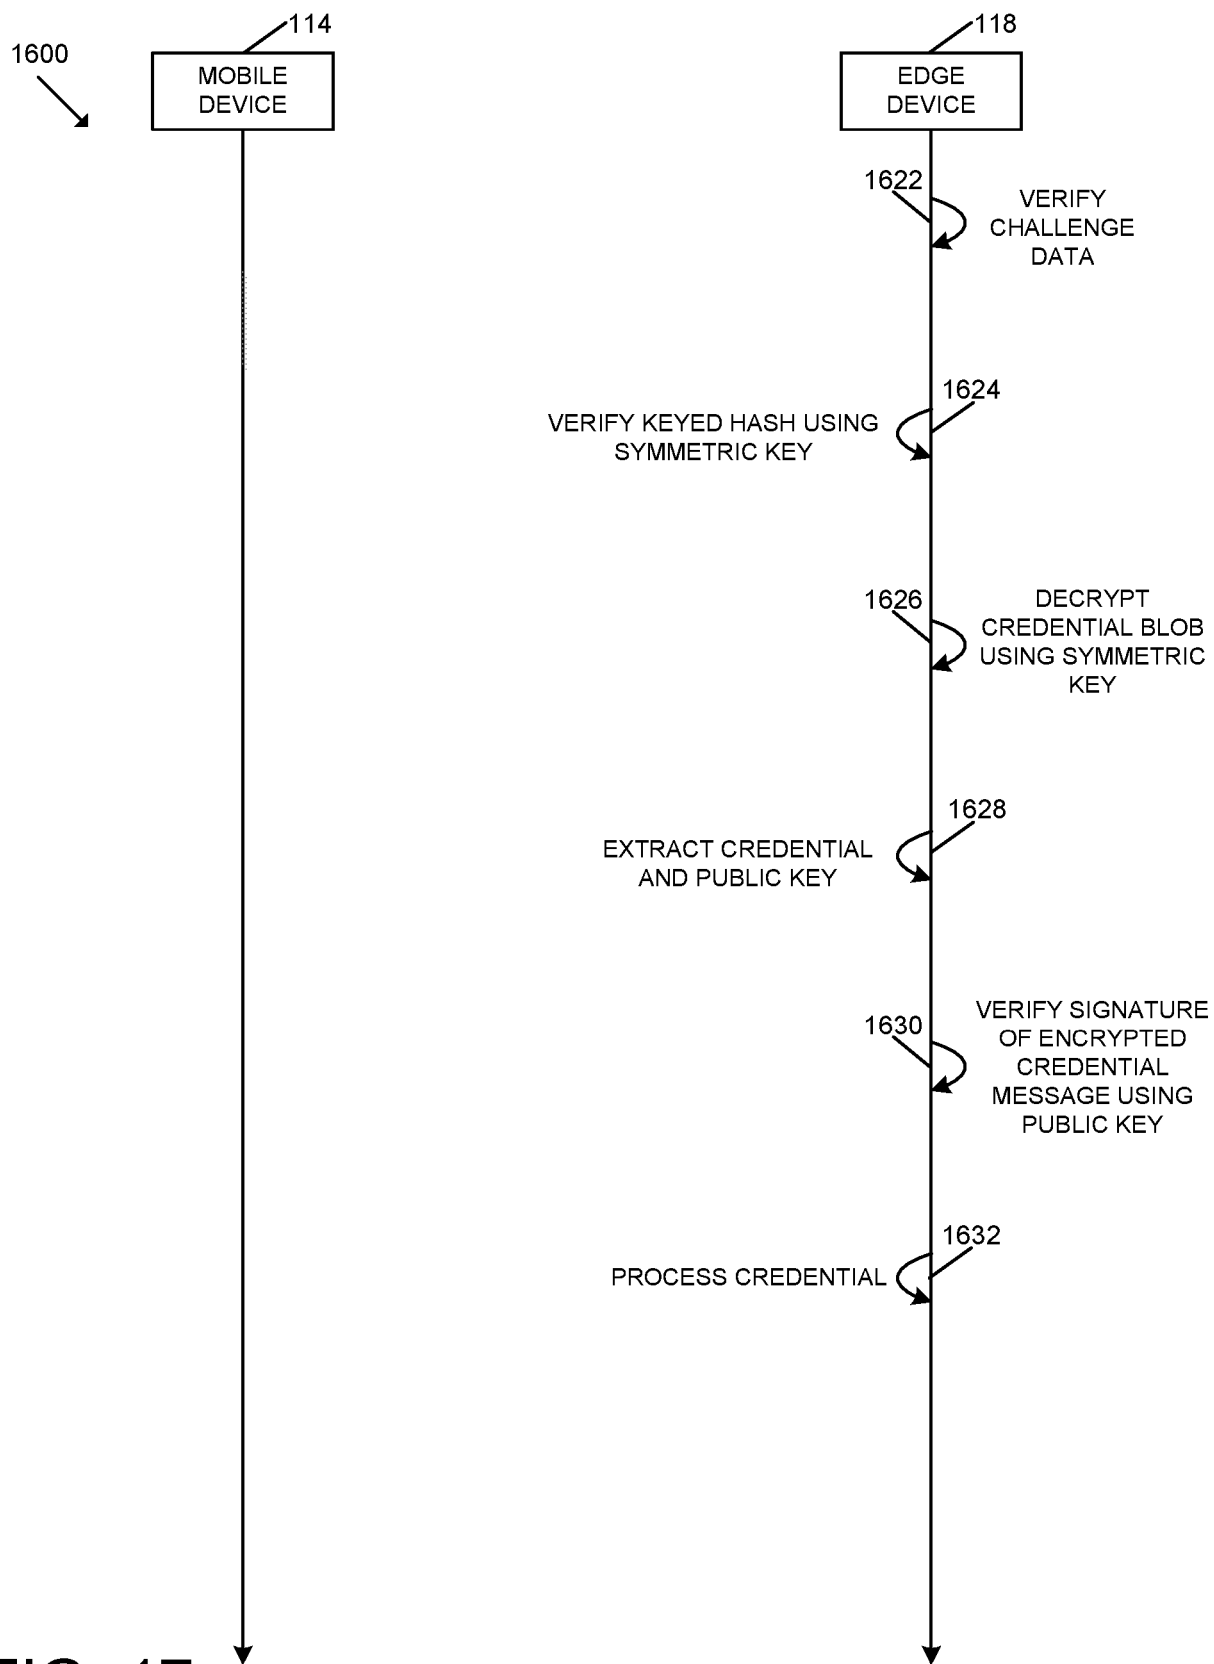 1600
114
MOBILE
DEVICE
118
EDGE
DEVICE
1622
VERIFY
CHALLENGE
DATA
1624
VERIFY KEYED HASH USING
SYMMETRIC KEY
1626
DECRYPT
CREDENTIAL BLOB
USING SYMMETRIC
KEY
1628
EXTRACT CREDENTIAL
AND PUBLIC KEY
1630
VERIFY SIGNATURE
OF ENCRYPTED
CREDENTIAL
MESSAGE USING
PUBLIC KEY
1632
PROCESS CREDENTIAL